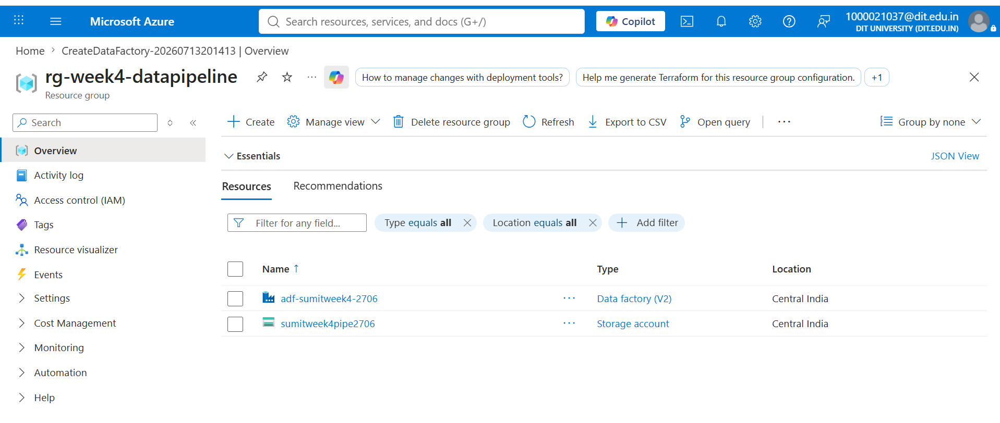 Microsoft Azure
Search resources, services, and docs (G+/)
Copilot
1000021037@dit.edu.in
DIT UNIVERSITY (DIT.EDU.IN)
Home > CreateDataFactory-20260713201413 | Overview
rg-week4-datapipeline
Resource group
How to manage changes with deployment tools?
Help me generate Terraform for this resource group configuration.
+1
Search
Overview
Activity log
Access control (IAM)
Tags
Resource visualizer
Events
Settings
Cost Management
Monitoring
Automation
Help
Create
Manage view
Delete resource group
Refresh
Export to CSV
Open query
Group by none
Essentials
JSON View
Resources
Recommendations
Filter for any field...
Type equals all
Location equals all
Add filter
Name ↑ Type Location
adf-sumitweek4-2706 Data factory (V2) Central India
sumitweek4pipe2706 Storage account Central India